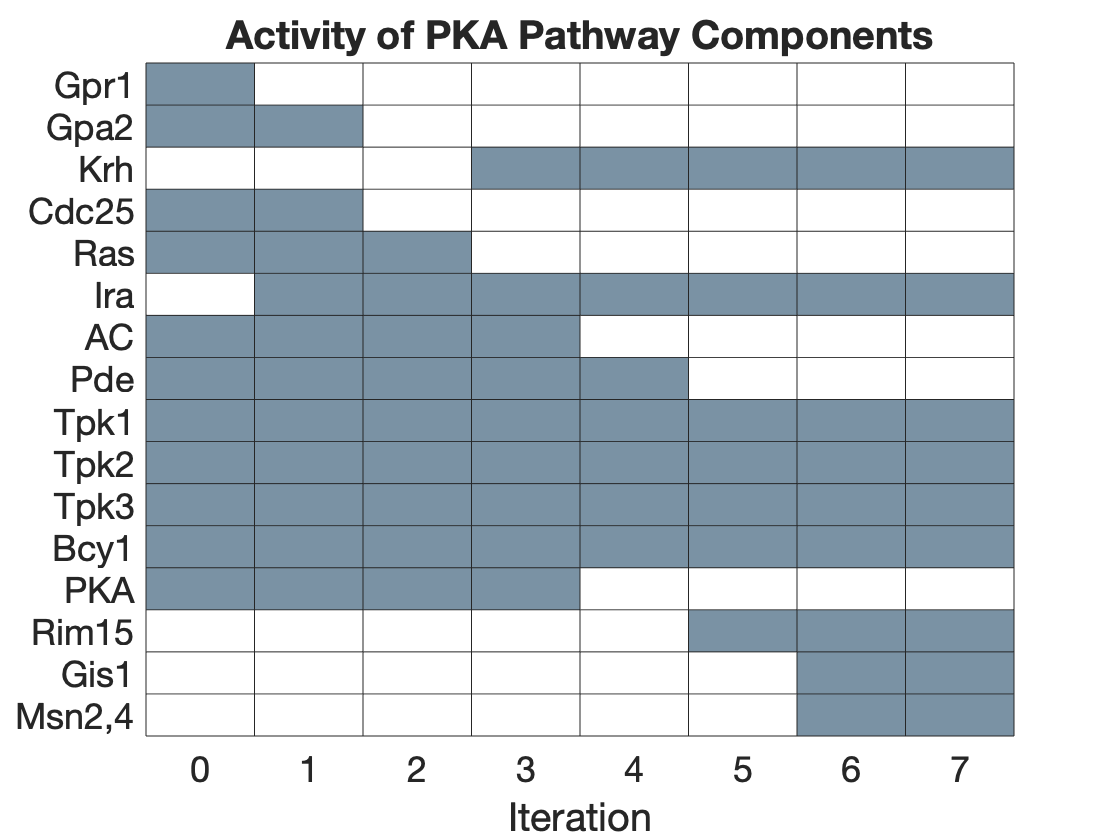 Activity of PKA Pathway Components
Gpr1
Gpa2
Krh
Cdc25
Ras
Ira
AC
Pde
Tpk1
Tpk2
Tpk3
Bcy1
PKA
Rim15
Gis1
Msn2,4
0 1 2 3 4 5 6 7
Iteration